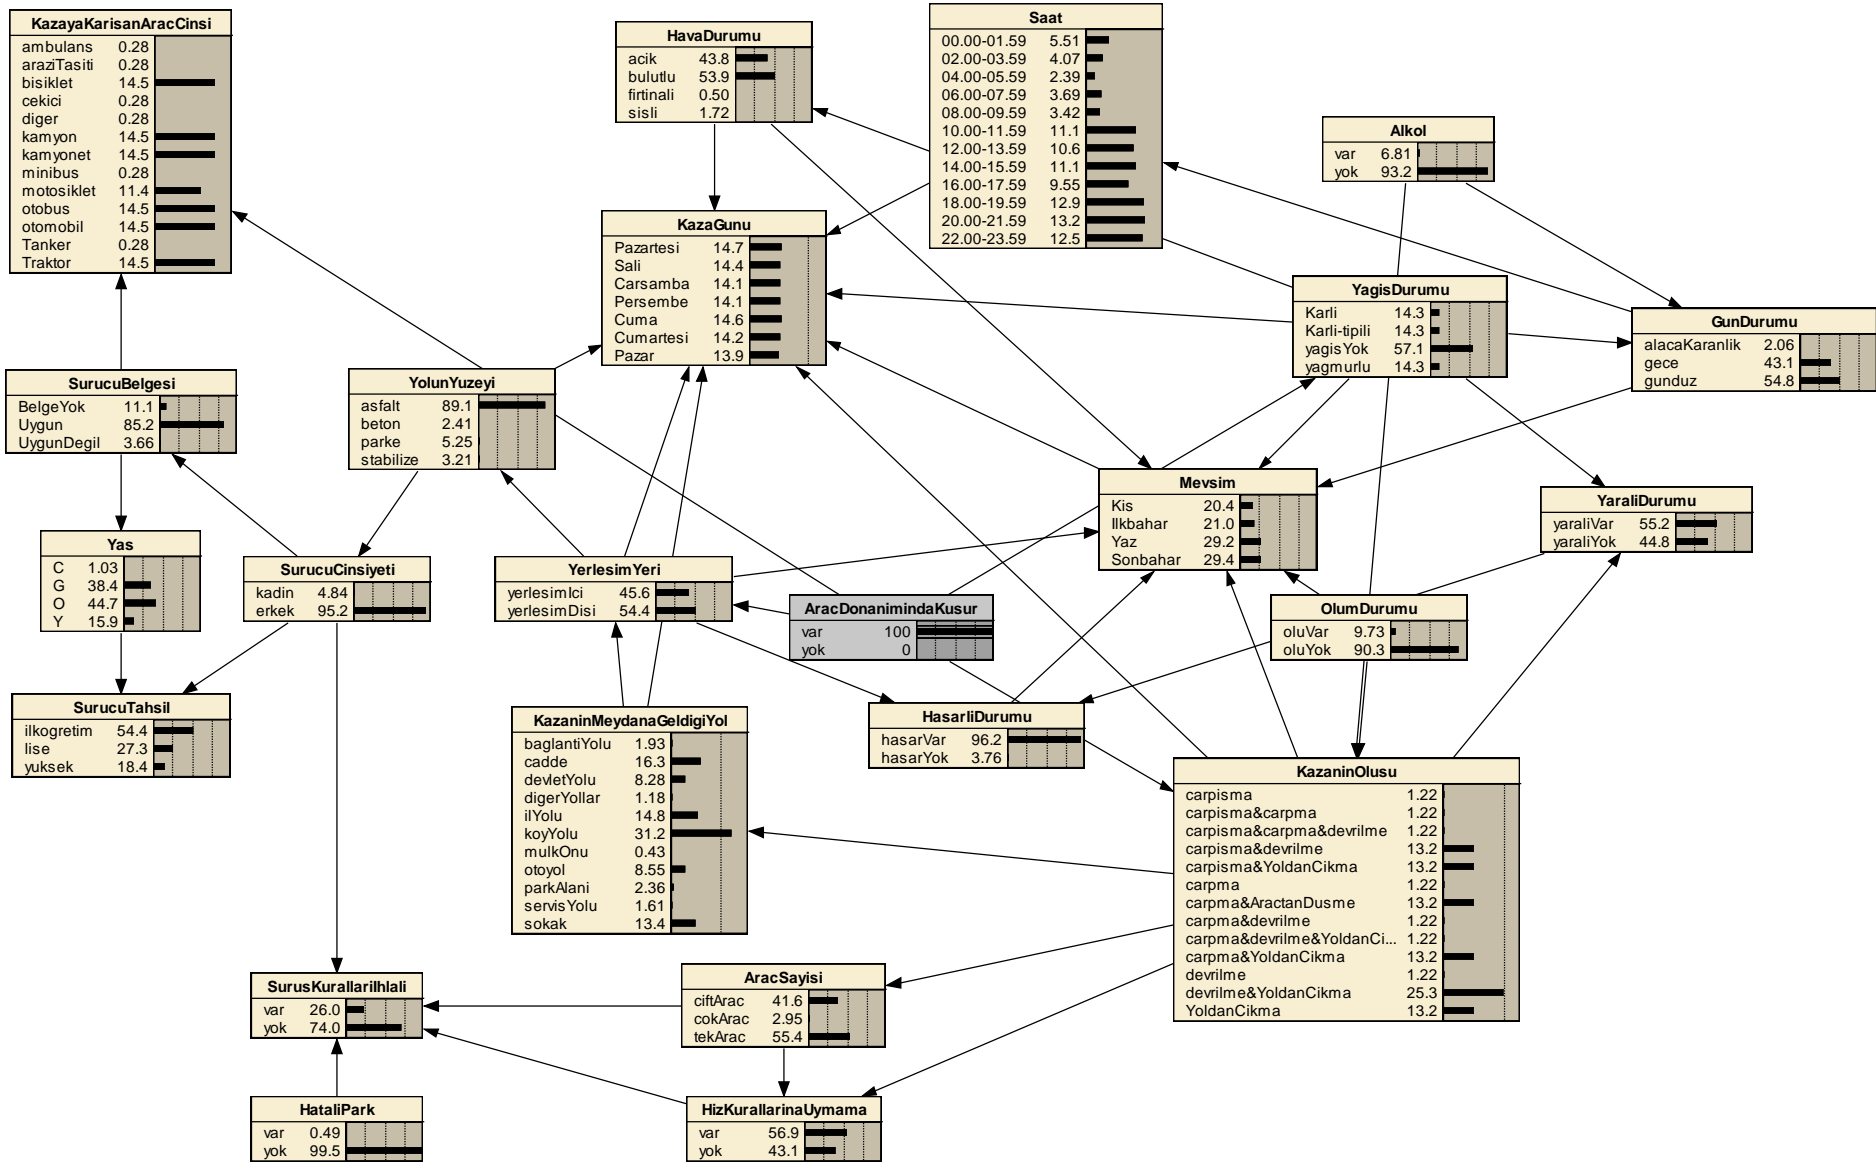 KazayaKarisanAracCinsi
ambulans 0.28
araziTasiti 0.28
bisiklet 14.5
cekici 0.28
diger 0.28
kamyon 14.5
kamyonet 14.5
minibus 0.28
motosiklet 11.4
otobus 14.5
otomobil 14.5
Tanker 0.28
Traktor 14.5
HavaDurumu
acik 43.8
bulutlu 53.9
firtinali 0.50
sisli 1.72
Saat
00.00-01.59 5.51
02.00-03.59 4.07
04.00-05.59 2.39
06.00-07.59 3.69
08.00-09.59 3.42
10.00-11.59 11.1
12.00-13.59 10.6
14.00-15.59 11.1
16.00-17.59 9.55
18.00-19.59 12.9
20.00-21.59 13.2
22.00-23.59 12.5
Alkol
var 6.81
yok 93.2
KazaGunu
Pazartesi 14.7
Sali 14.4
Carsamba 14.1
Persembe 14.1
Cuma 14.6
Cumartesi 14.2
Pazar 13.9
YagisDurumu
Karli 14.3
Karli-tipili 14.3
yagisYok 57.1
yagmurlu 14.3
GunDurumu
alacaKaranlik 2.06
gece 43.1
gunduz 54.8
SurucuBelgesi
BelgeYok 11.1
Uygun 85.2
UygunDegil 3.66
YolunYuzeyi
asfalt 89.1
beton 2.41
parke 5.25
stabilize 3.21
Mevsim
Kis 20.4
Ilkbahar 21.0
Yaz 29.2
Sonbahar 29.4
YaraliDurumu
yaraliVar 55.2
yaraliYok 44.8
Yas
C 1.03
G 38.4
O 44.7
Y 15.9
SurucuCinsiyeti
kadin 4.84
erkek 95.2
YerlesimYeri
yerlesimIci 45.6
yerlesimDisi 54.4
AracDonanimindaKusur
var 100
yok 0
OlumDurumu
oluVar 9.73
oluYok 90.3
SurucuTahsil
ilkogretim 54.4
lise 27.3
yuksek 18.4
KazaninMeydanaGeldigiYol
baglantiYolu 1.93
cadde 16.3
devletYolu 8.28
digerYollar 1.18
ilYolu 14.8
koyYolu 31.2
mulkOnu 0.43
otoyol 8.55
parkAlani 2.36
servisYolu 1.61
sokak 13.4
HasarliDurumu
hasarVar 96.2
hasarYok 3.76
KazaninOlusu
carpisma 1.22
carpisma&carpma 1.22
carpisma&carpma&devrilme 1.22
carpisma&devrilme 13.2
carpisma&YoldanCikma 13.2
carpma 1.22
carpma&AractanDusme 13.2
carpma&devrilme 1.22
carpma&devrilme&YoldanCi... 1.22
carpma&YoldanCikma 13.2
devrilme 1.22
devrilme&YoldanCikma 25.3
YoldanCikma 13.2
SurusKurallariIhlali
var 26.0
yok 74.0
AracSayisi
ciftArac 41.6
cokArac 2.95
tekArac 55.4
HataliPark
var 0.49
yok 99.5
HizKurallarinaUymama
var 56.9
yok 43.1